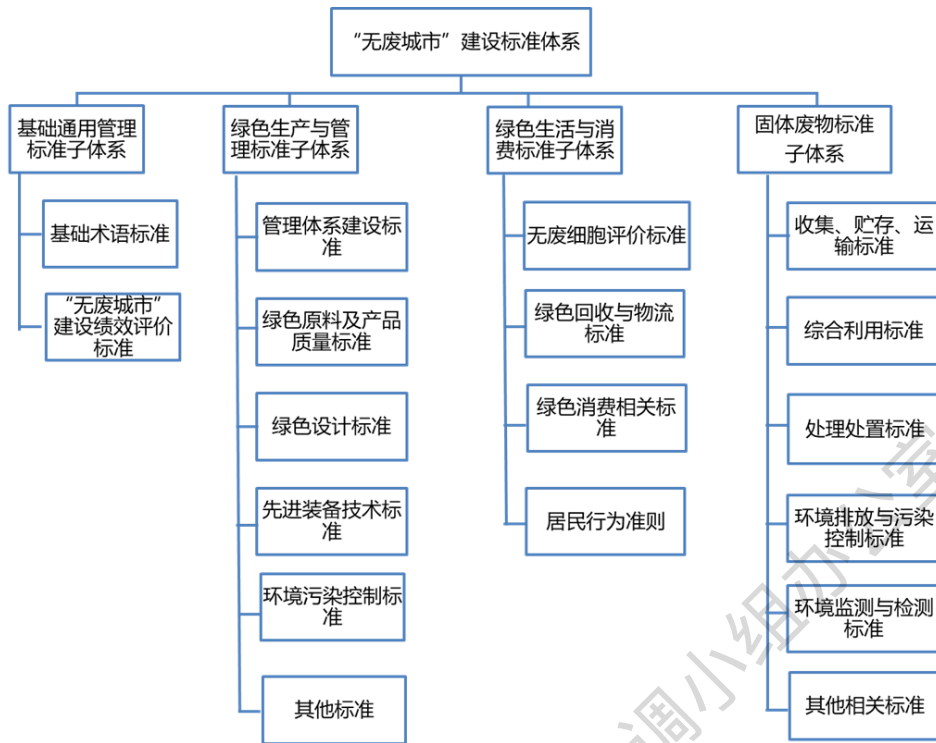 “无废城市”建设标准体系
基础通用管理
标准子体系
基础术语标准
“无废城市”
建设绩效评价
标准
绿色生产与管
理标准子体系
管理体系建设标
准
绿色原料及产品
质量标准
绿色设计标准
先进装备技术标
准
环境污染控制标
准
其他标准
绿色生活与消
费标准子体系
无废细胞评价标准
绿色回收与物流
标准
绿色消费相关标
准
居民行为准则
固体废物标准
子体系
收集、贮存、运
输标准
综合利用标准
处理处置标准
环境排放与污染
控制标准
环境监测与检测
标准
其他相关标准
调小组办公室